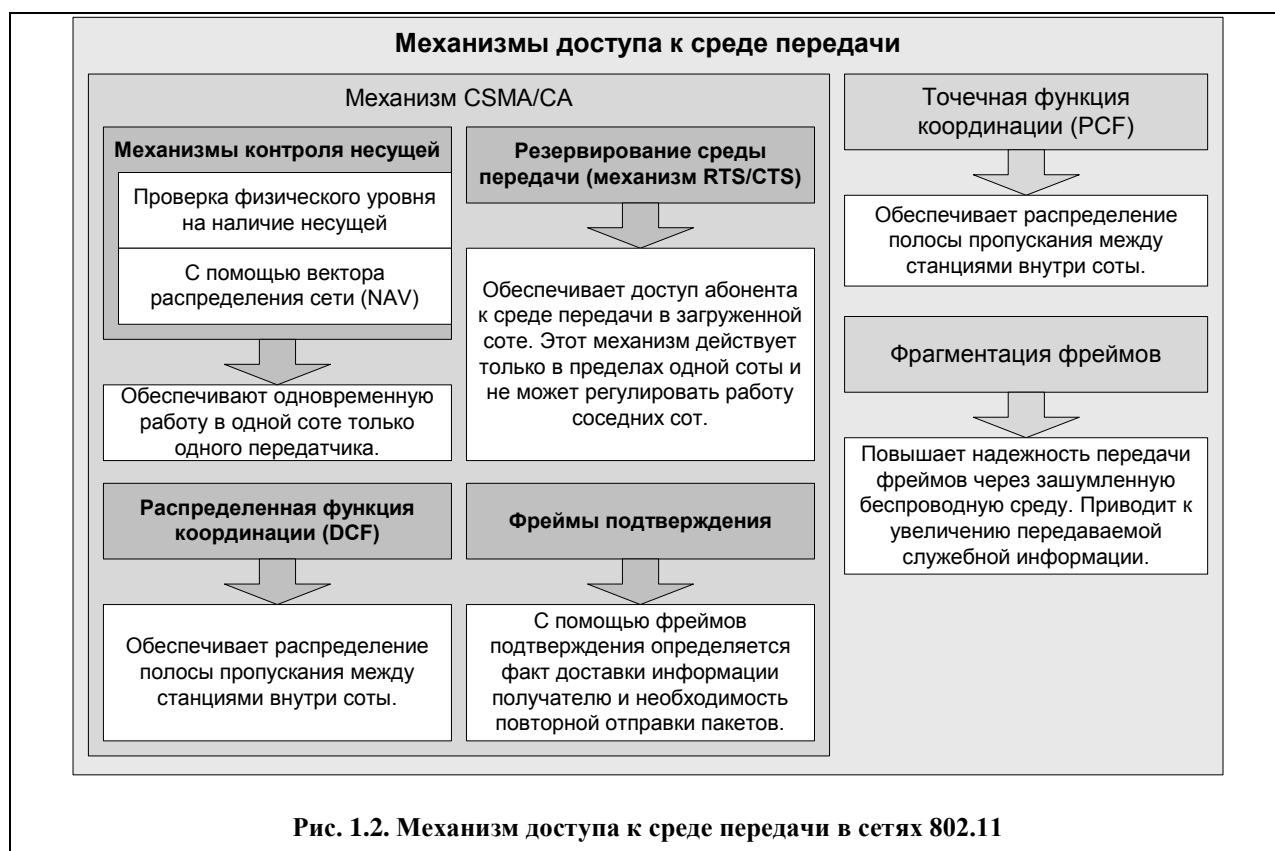 Механизмы доступа к среде передачи
Механизм CSMA/CA
Механизмы контроля несущей
Проверка физического уровня
на наличие несущей
С помощью вектора
распределения сети (NAV)
Обеспечивают одновременную
работу в одной соте только
одного передатчика.
Резервирование среды
передачи (механизм RTS/CTS)
Обеспечивает доступ абонента
к среде передачи в загруженной
соте. Этот механизм действует
только в пределах одной соты и
не может регулировать работу
соседних сот.
Распределенная функция
координации (DCF)
Обеспечивает распределение
полосы пропускания между
станциями внутри соты.
Фреймы подтверждения
С помощью фреймов
подтверждения определяется
факт доставки информации
получателю и необходимость
повторной отправки пакетов.
Точечная функция
координации (PCF)
Обеспечивает распределение
полосы пропускания между
станциями внутри соты.
Фрагментация фреймов
Повышает надежность передачи
фреймов через зашумленную
беспроводную среду. Приводит к
увеличению передаваемой
служебной информации.
Рис. 1.2. Механизм доступа к среде передачи в сетях 802.11